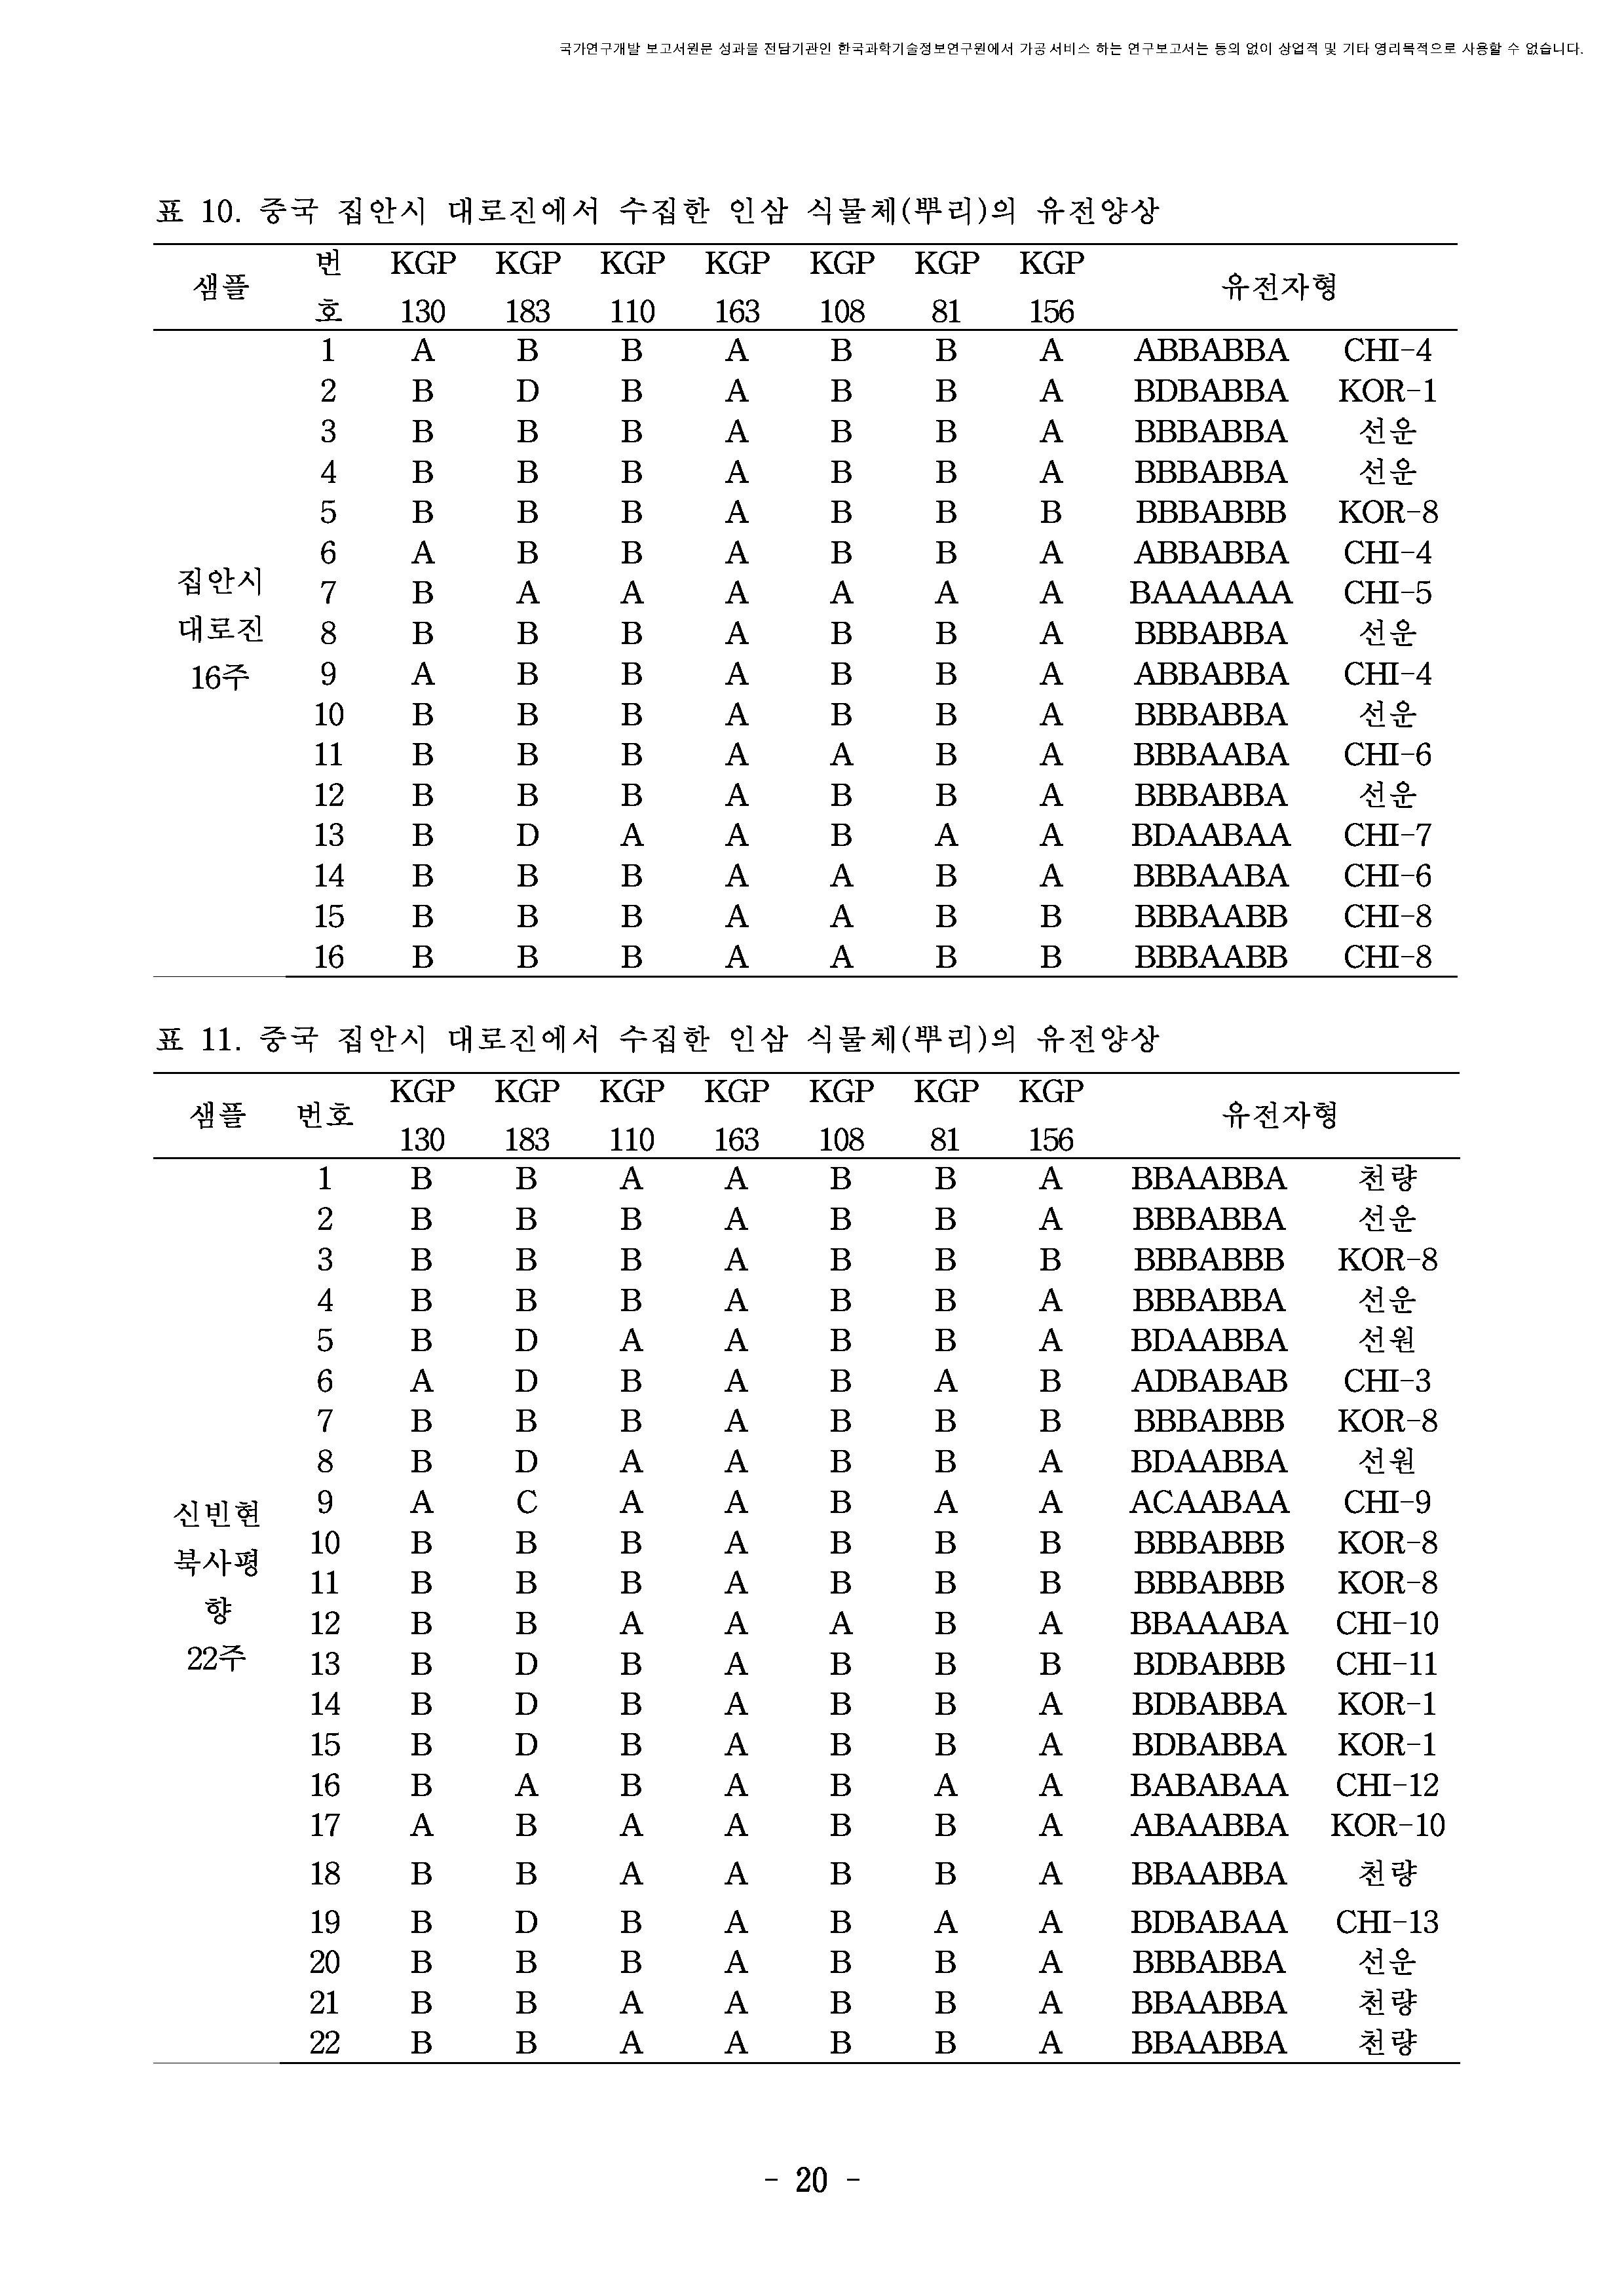 국가연구개발 보고서원문 성과물 전담기관인 한국과학기술정보연구원에서 가공·서비스 하는 연구보고서는 동의 없이 상업적 및 기타 영리목적으로 사용할 수 없습니다.
표 10. 중국 집안시 대로진에서 수집한 인삼 식물체(뿌리)의 유전양상
샘플 번호 KGP 130 KGP 183 KGP 110 KGP 163 KGP 108 KGP 81 KGP 156 유전자형
집안시 대로진 16주
1 A B B A B B A ABBABBA CHI-4
2 B D B A B B A BDBABBA KOR-1
3 B B B A B B A BBBABBA 선운
4 B B B A B B A BBBABBA 선운
5 B B B A B B B BBBABBB KOR-8
6 A B B A B B A ABBABBA CHI-4
7 B A A A A A A BAAAAAA CHI-5
8 B B B A B B A BBBABBA 선운
9 A B B A B B A ABBABBA CHI-4
10 B B B A B B A BBBABBA 선운
11 B B B A A B A BBBAABA CHI-6
12 B B B A B B A BBBABBA 선운
13 B D A A B A A BDAABAA CHI-7
14 B B B A A B A BBBAABA CHI-6
15 B B B A A B B BBBAABB CHI-8
16 B B B A A B B BBBAABB CHI-8
표 11. 중국 집안시 대로진에서 수집한 인삼 식물체(뿌리)의 유전양상
샘플 번호 KGP 130 KGP 183 KGP 110 KGP 163 KGP 108 KGP 81 KGP 156 유전자형
신빈현 북사평향 22주
1 B B A A B B A BBAABBA 천량
2 B B B A B B A BBBABBA 선운
3 B B B A B B B BBBABBB KOR-8
4 B B B A B B A BBBABBA 선운
5 B D A A B B A BDAABBA 선원
6 A D B A B A B ADBABAB CHI-3
7 B B B A B B B BBBABBB KOR-8
8 B D A A B B A BDAABBA 선원
9 A C A A B A A ACAABAA CHI-9
10 B B B A B B B BBBABBB KOR-8
11 B B B A B B B BBBABBB KOR-8
12 B B A A A B A BBAAABA CHI-10
13 B D B A B B B BDBABBB CHI-11
14 B D B A B B A BDBABBA KOR-1
15 B D B A B B A BDBABBA KOR-1
16 B A B A B A A BABABAA CHI-12
17 A B A A B B A ABAABBA KOR-10
18 B B A A B B A BBAABBA 천량
19 B D B A B A A BDBABAA CHI-13
20 B B B A B B A BBBABBA 선운
21 B B A A B B A BBAABBA 천량
22 B B A A B B A BBAABBA 천량
- 20 -